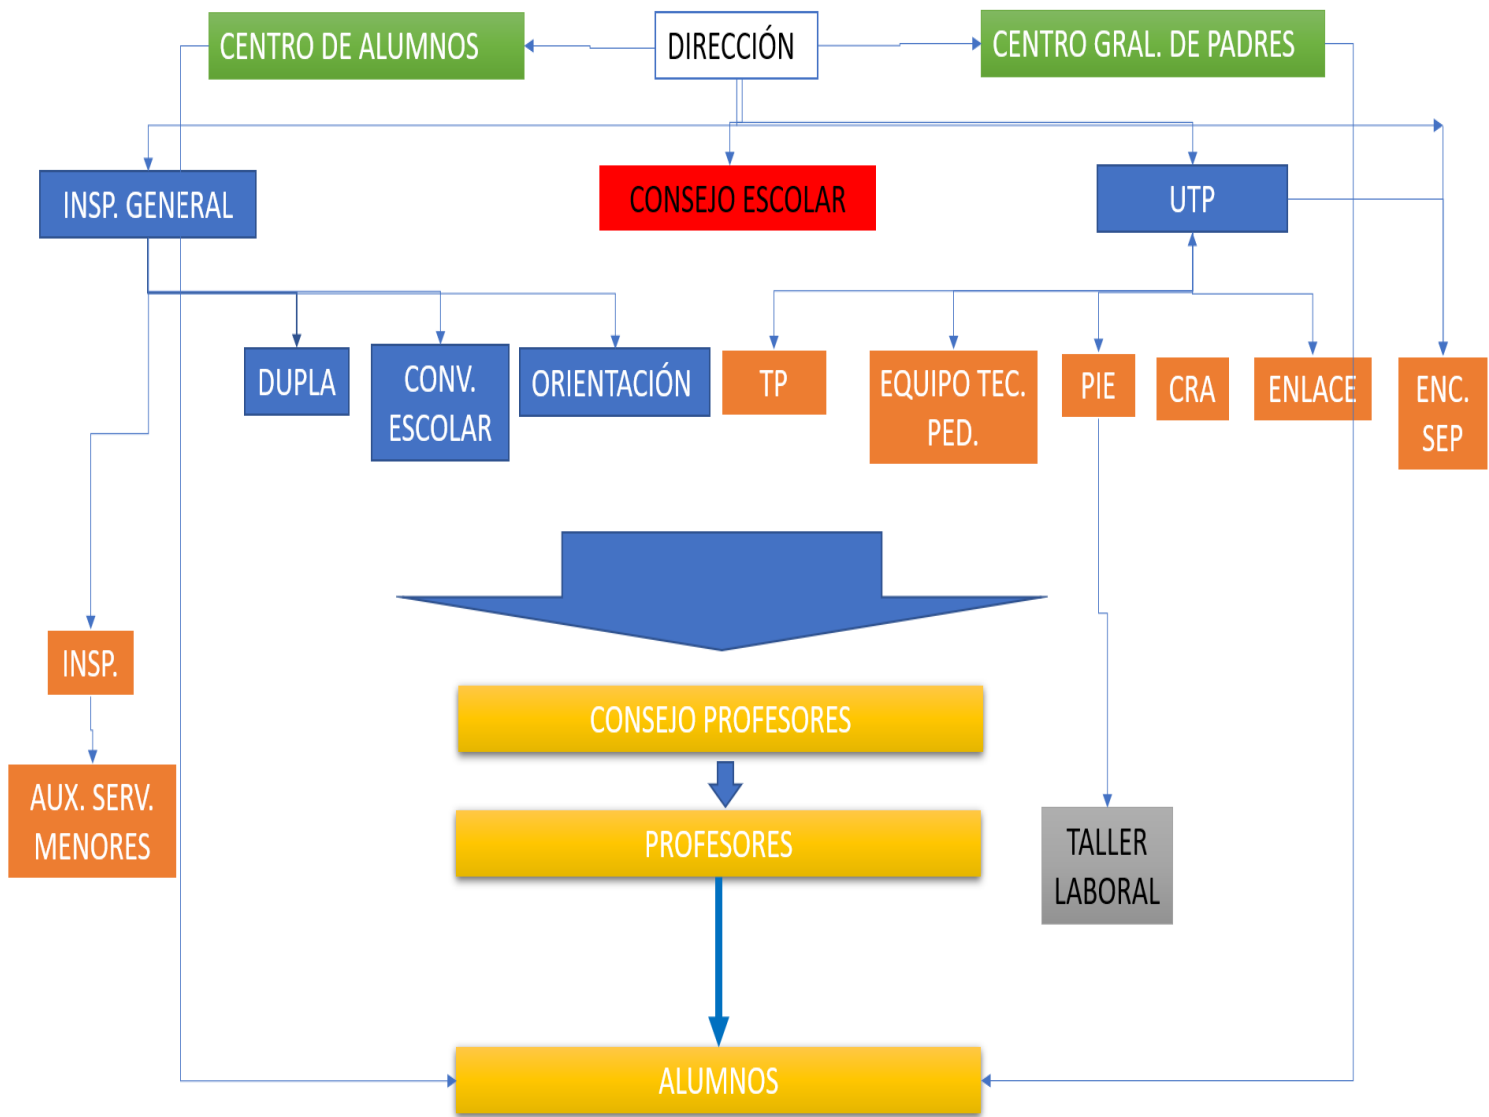 CENTRO DE ALUMNOS
DIRECCIÓN
CENTRO GRAL. DE PADRES
INSP. GENERAL
CONSEJO ESCOLAR
UTP
DUPLA
CONV.
ESCOLAR
ORIENTACIÓN
TP
EQUIPO TEC.
PED.
PIE
CRA
ENLACE
ENC.
SEP
INSP.
CONSEJO PROFESORES
AUX. SERV.
MENORES
PROFESORES
TALLER
LABORAL
ALUMNOS